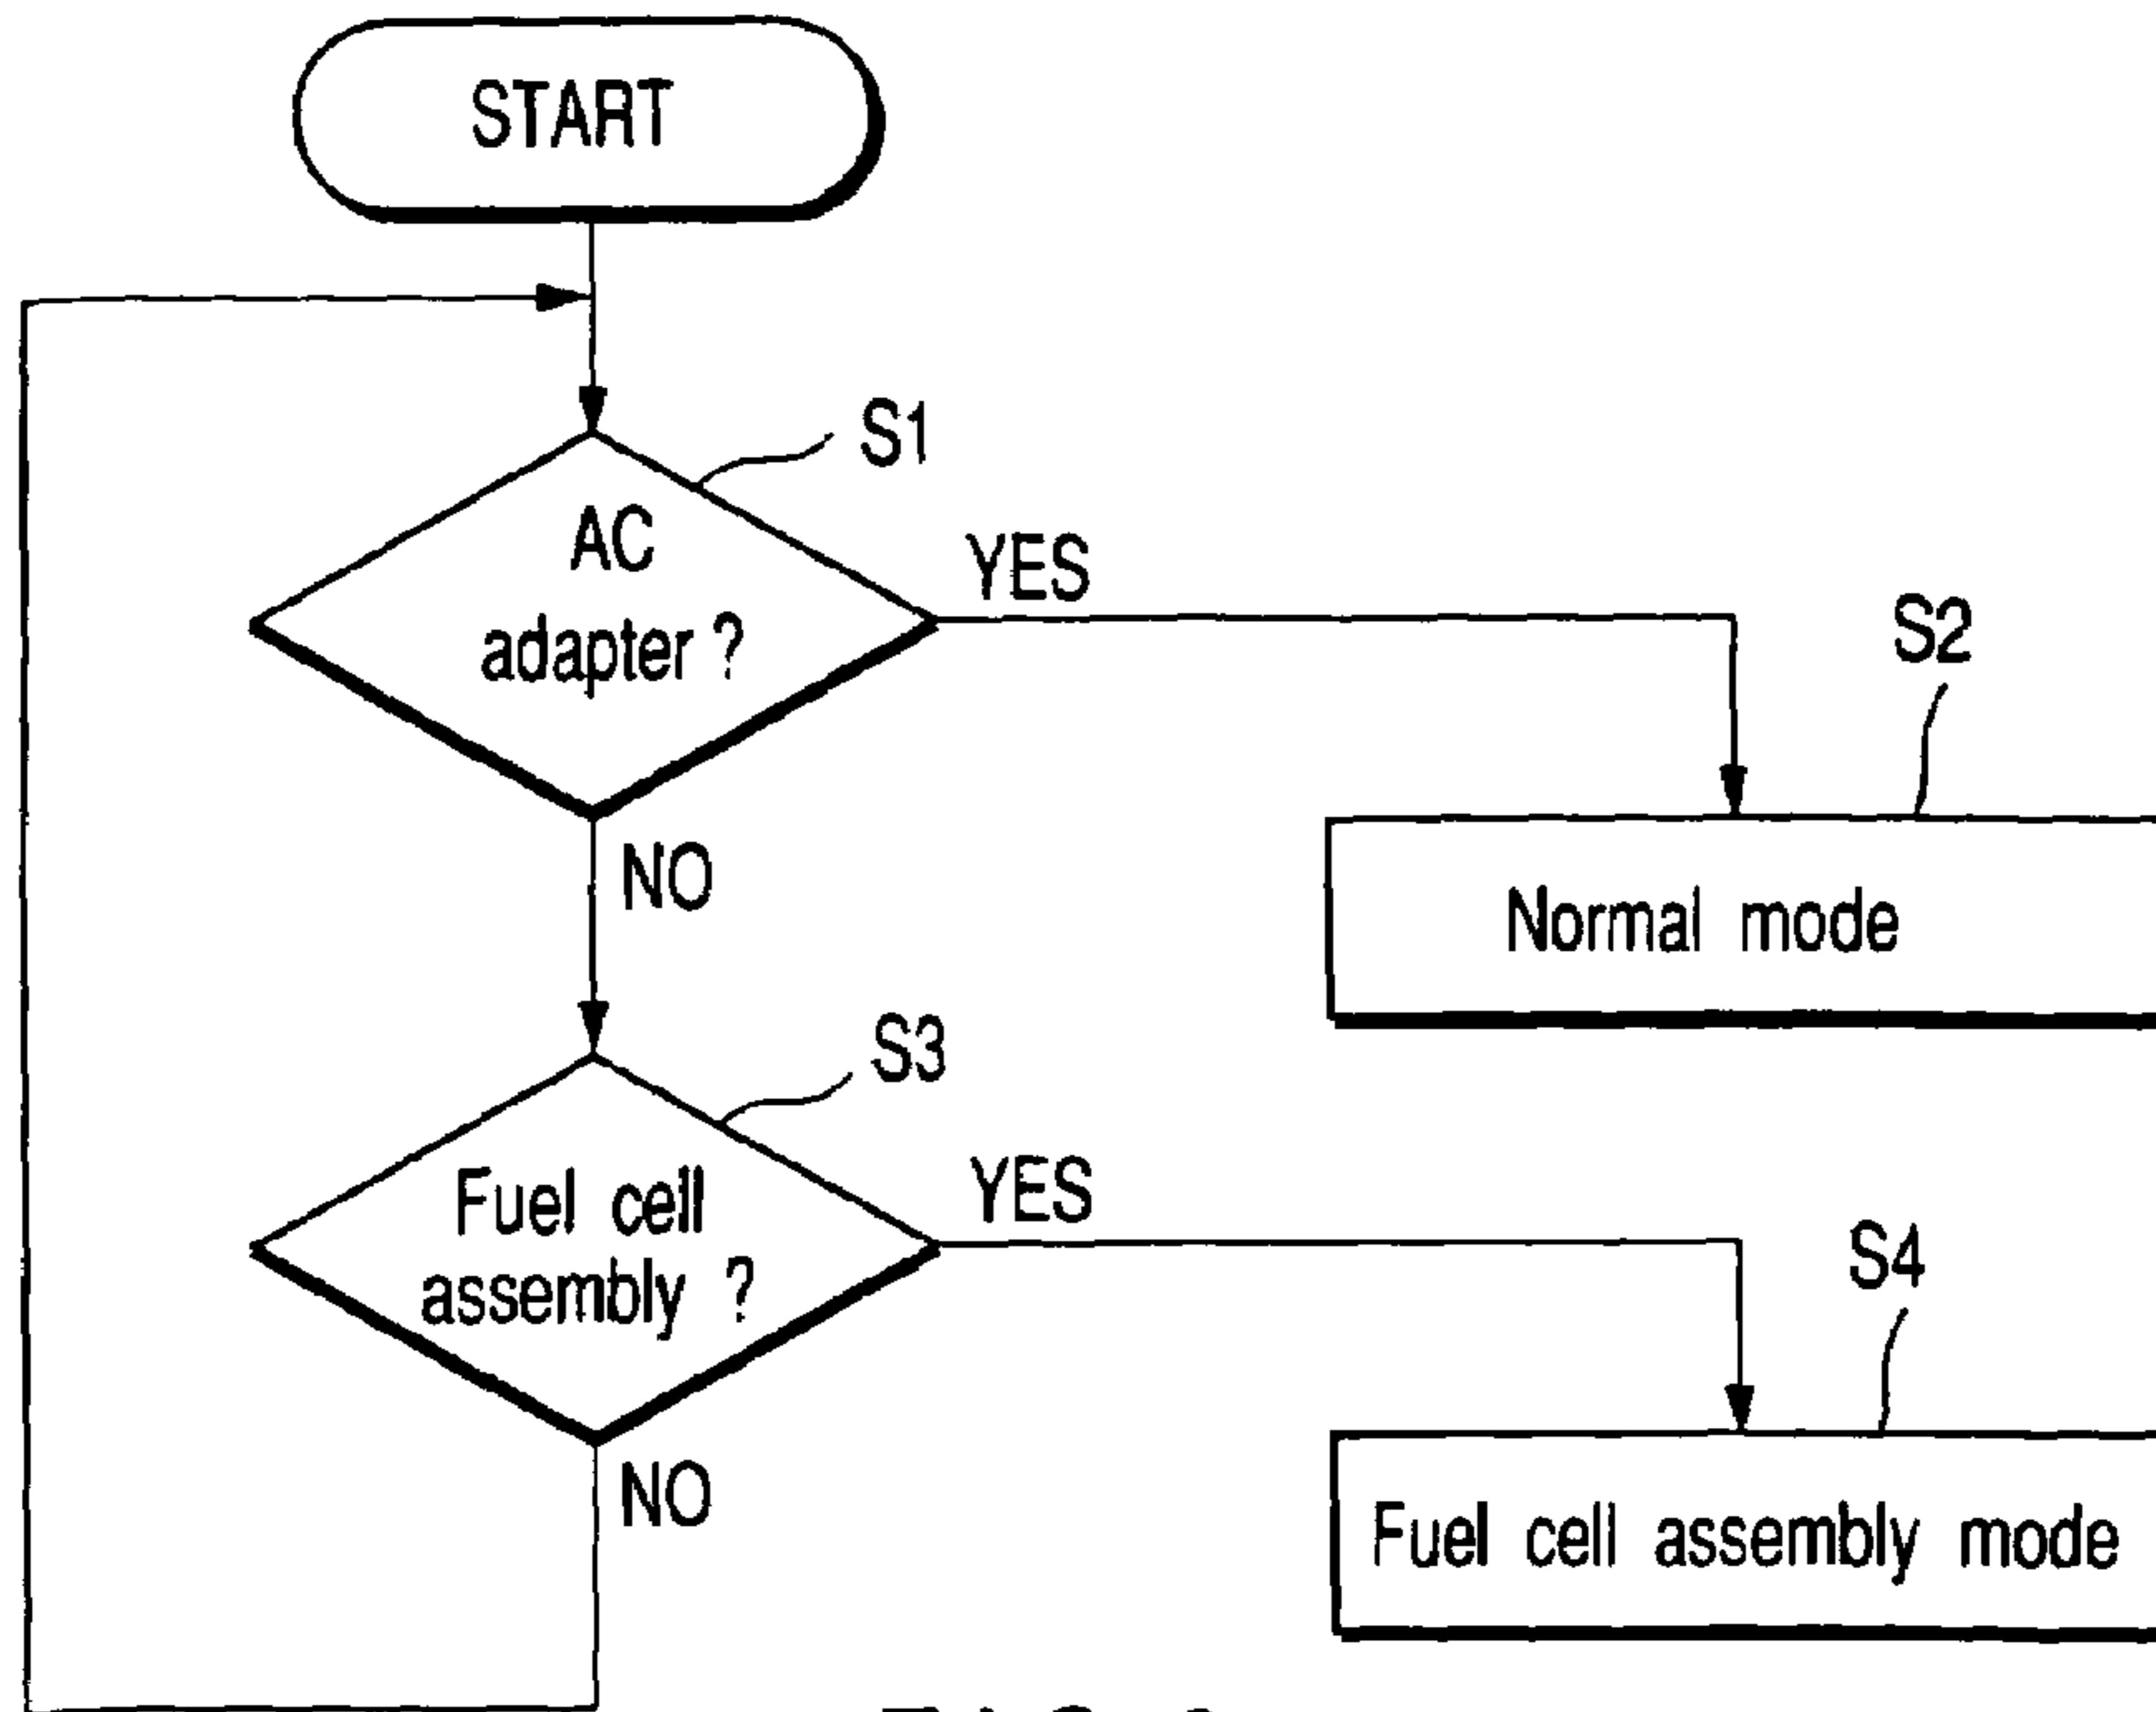 START
S1
AC
adapter ?
YES
S2
NO
Normal mode
S3
Fuel cell
assembly ?
YES
S4
NO
Fuel cell assembly mode